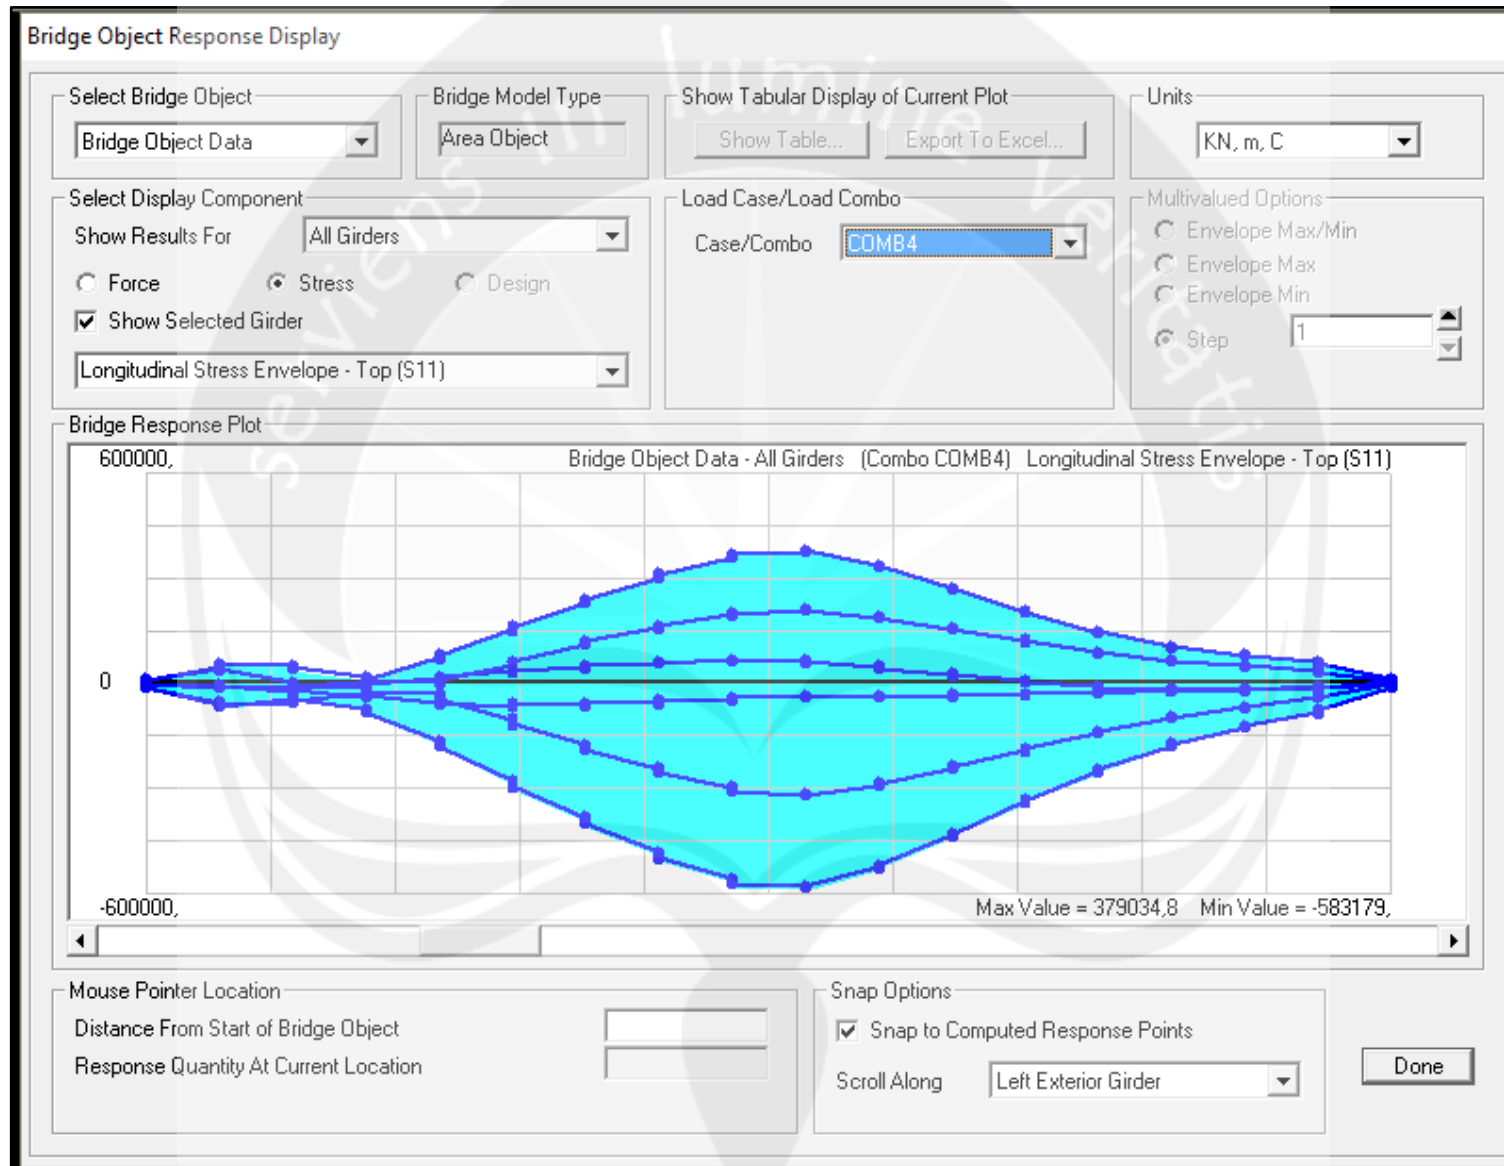 Bridge Object Response Display
Select Bridge Object
Bridge Model Type
Show Tabular Display of Current Plot
Units
Bridge Object Data
Area Object
Show Table...
Export To Excel...
KN, m, C
Select Display Component
Load Case/Load Combo
Multivalued Options
Show Results For
All Girders
Case/Combo
COMB4
Envelope Max/Min
Envelope Max
Envelope Min
Step
1
Force
Stress
Design
Show Selected Girder
Longitudinal Stress Envelope - Top (S11)
Bridge Response Plot
600000,
Bridge Object Data - All Girders (Combo COMB4) Longitudinal Stress Envelope - Top (S11)
0
-600000,
Max Value = 379034,8 Min Value = -583179,
Mouse Pointer Location
Distance From Start of Bridge Object
Response Quantity At Current Location
Snap Options
Snap to Computed Response Points
Scroll Along
Left Exterior Girder
Done
serviens in lumine veritatis